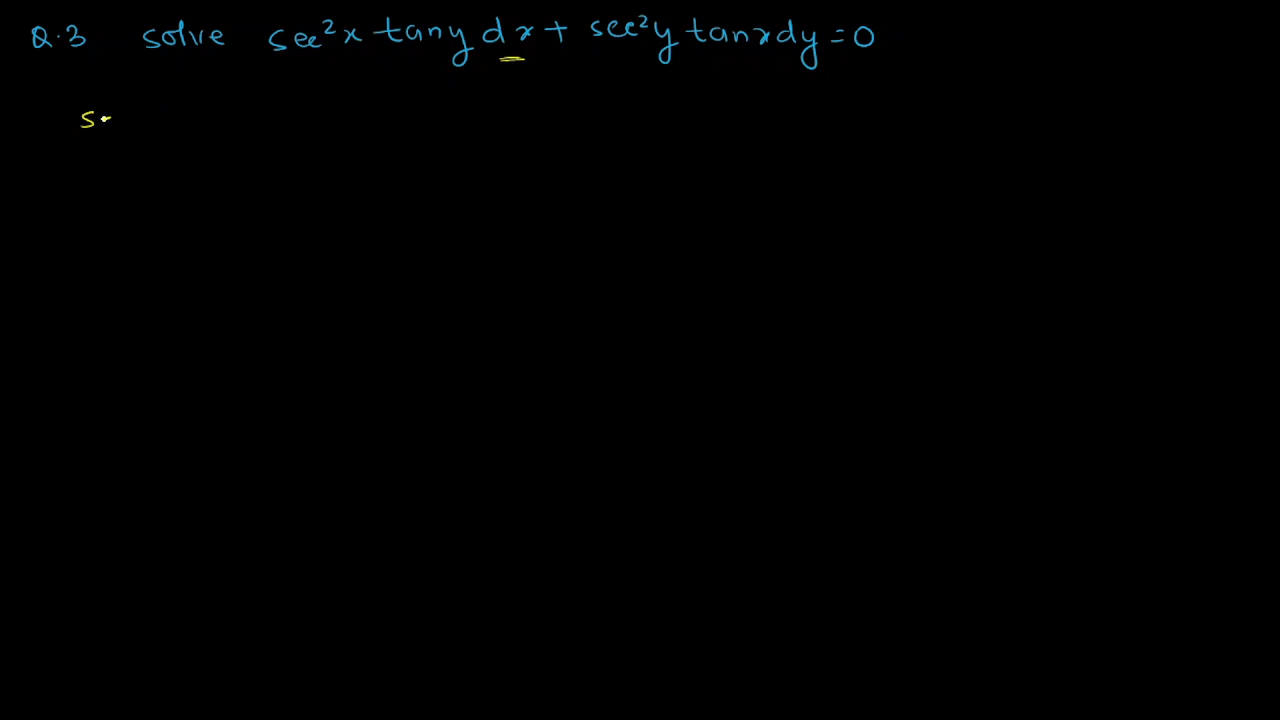 Q.3 solve sec²x tany dx + sec²y tanx dy = 0
s